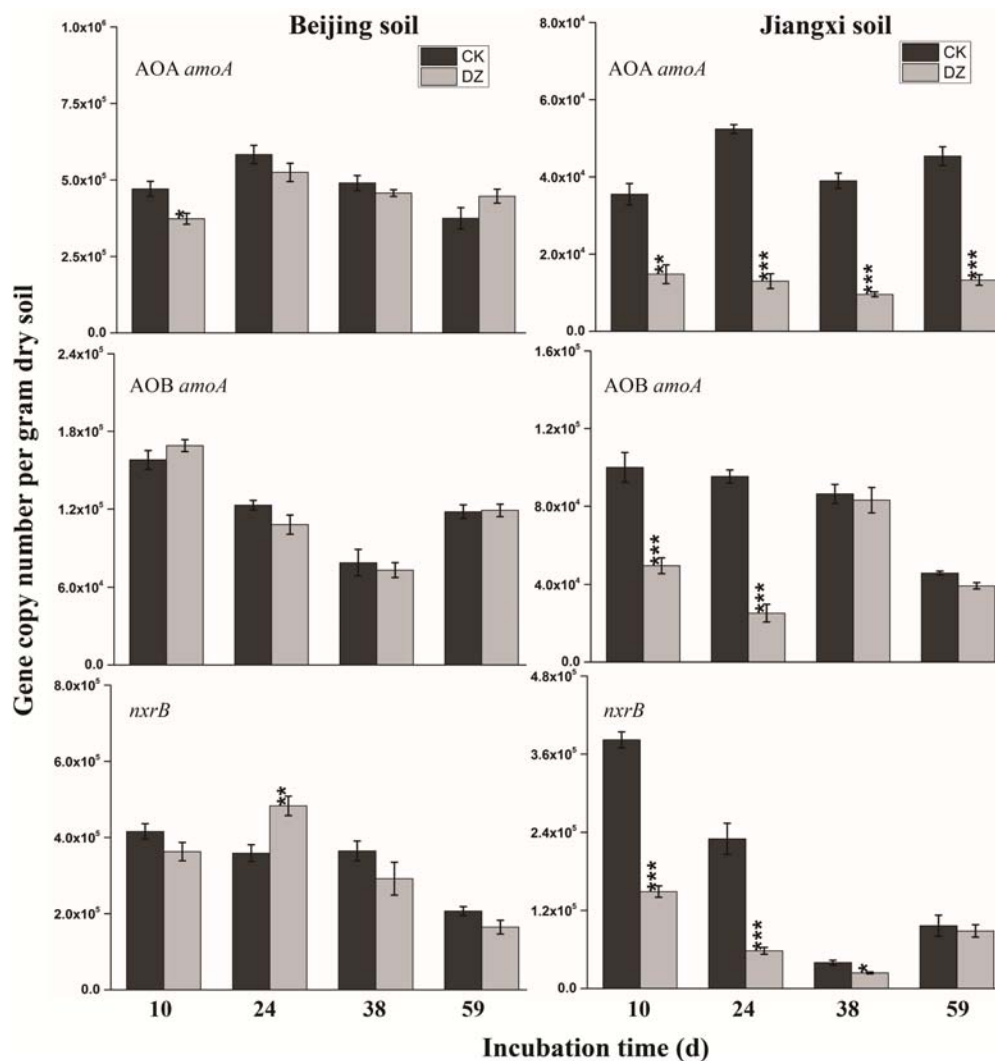 Beijing soil
Jiangxi soil
Gene copy number per gram dry soil
AOA amoA
CK
DZ
1.0x10⁶
7.5x10⁵
5.0x10⁵
2.5x10⁵
0.0
*
AOA amoA
CK
DZ
8.0x10⁴
6.0x10⁴
4.0x10⁴
2.0x10⁴
0.0
**
***
***
***
AOB amoA
2.4x10⁵
1.8x10⁵
1.2x10⁵
6.0x10⁴
0.0
AOB amoA
1.6x10⁵
1.2x10⁵
8.0x10⁴
4.0x10⁴
0.0
***
***
nxrB
8.0x10⁵
6.0x10⁵
4.0x10⁵
2.0x10⁵
0.0
**
10 24 38 59
nxrB
4.8x10⁵
3.6x10⁵
2.4x10⁵
1.2x10⁵
0.0
***
***
*
10 24 38 59
Incubation time (d)